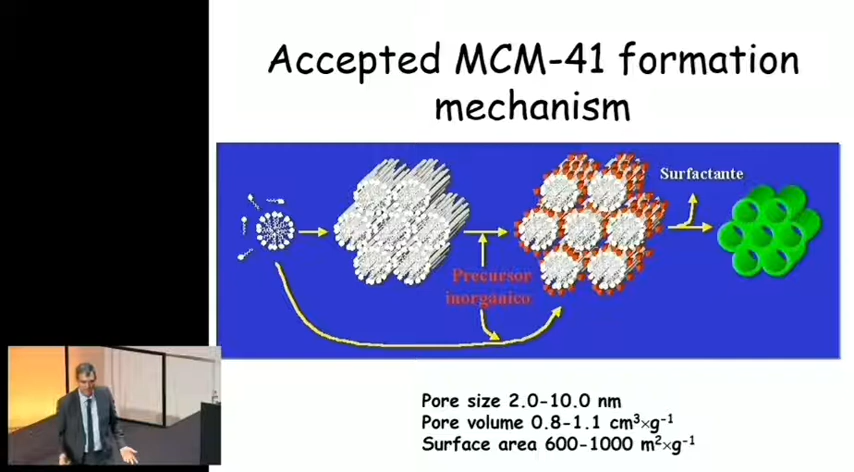 Accepted MCM-41 formation
mechanism
Surfactante
Precursor
inorgánico
Pore size 2.0-10.0 nm
Pore volume 0.8-1.1 cm³×g⁻¹
Surface area 600-1000 m²×g⁻¹